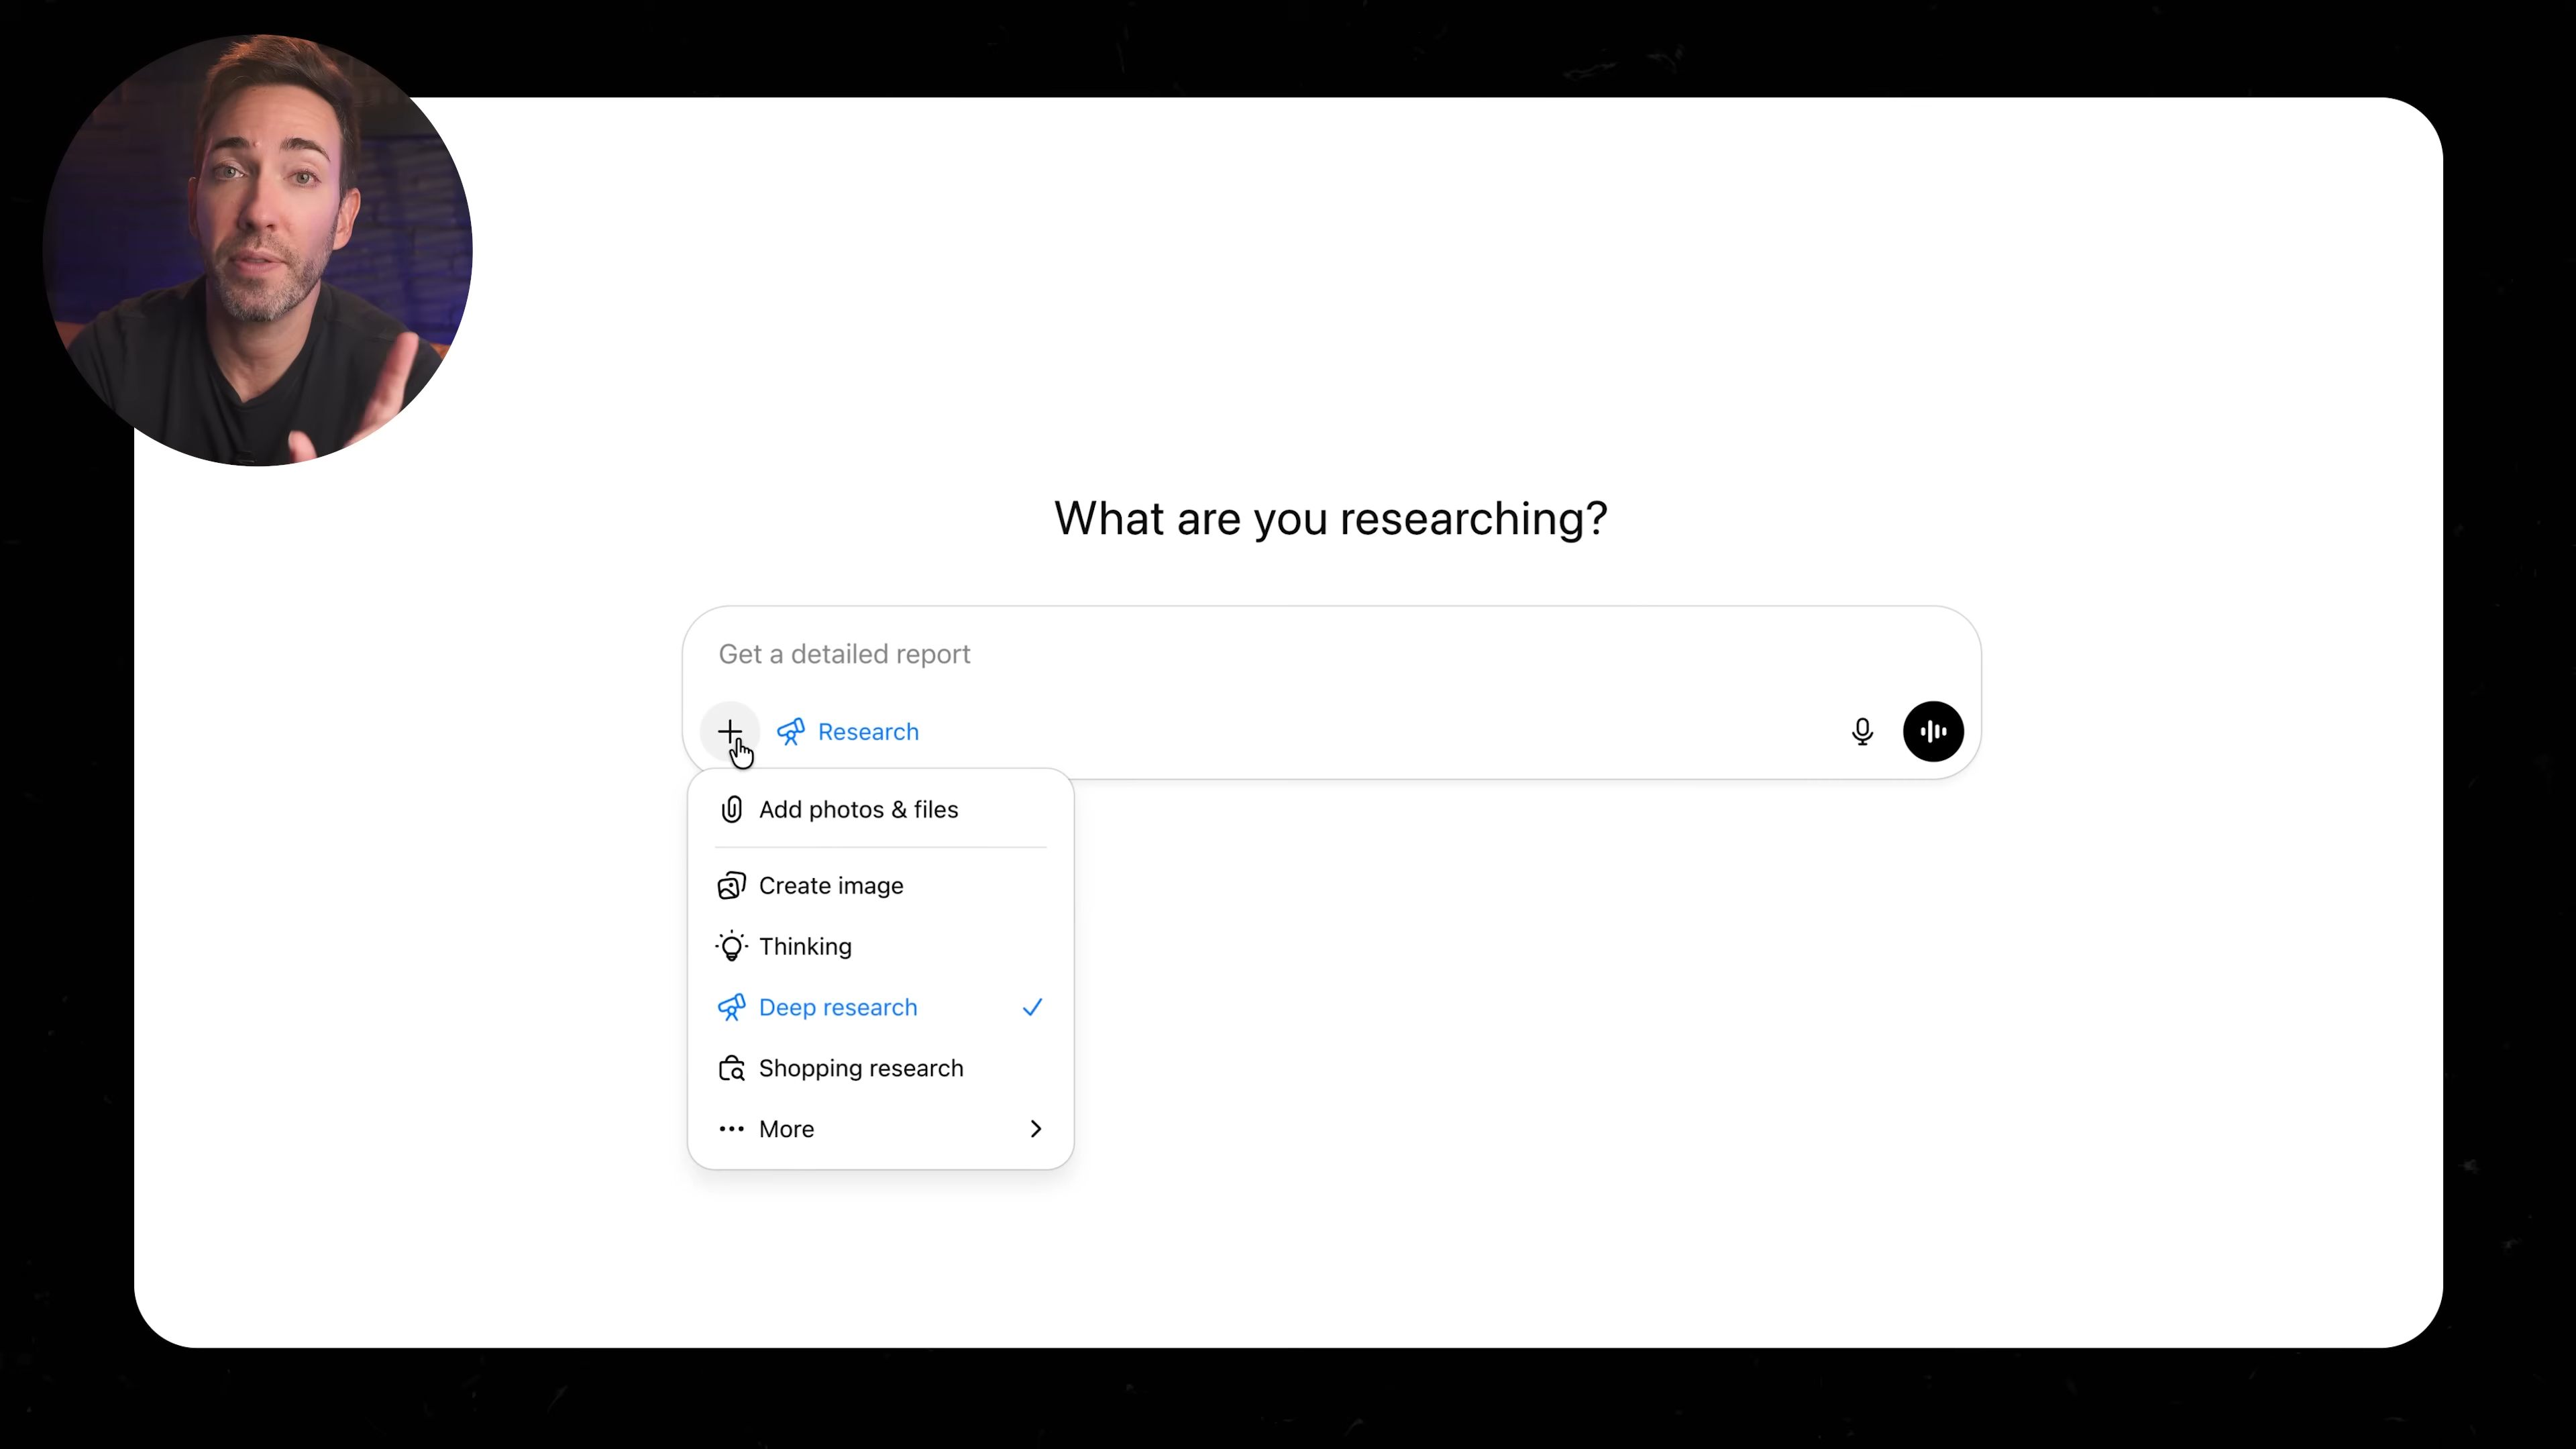 What are you researching?
Get a detailed report
Research
Add photos & files
Create image
Thinking
Deep research
Shopping research
More